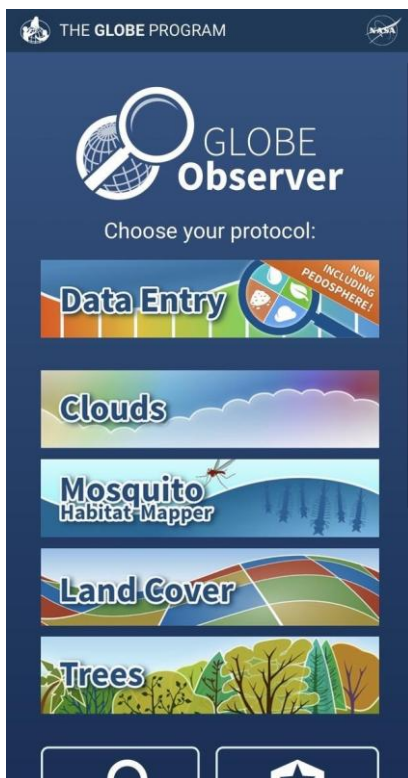 THE GLOBE PROGRAM
NASA
GLOBE
Observer
Choose your protocol:
Data Entry
NOW
INCLUDING
PEDOSPHERE!
Clouds
Mosquito
Habitat Mapper
Land Cover
Trees